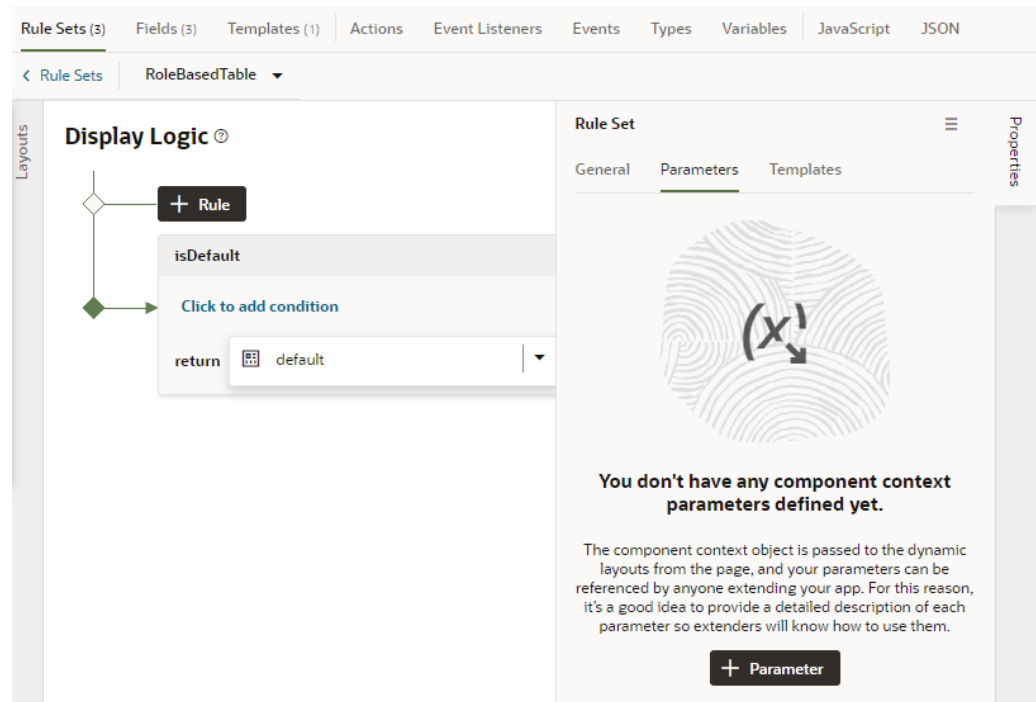 Rule Sets (3) Fields (3) Templates (1) Actions Event Listeners Events Types Variables JavaScript JSON
Rule Sets RoleBasedTable
Layouts
Display Logic
+ Rule
isDefault
Click to add condition
return default
Rule Set
General Parameters Templates
(x)
You don't have any component context
parameters defined yet.
The component context object is passed to the dynamic
layouts from the page, and your parameters can be
referenced by anyone extending your app. For this reason,
it's a good idea to provide a detailed description of each
parameter so extenders will know how to use them.
+ Parameter
Properties